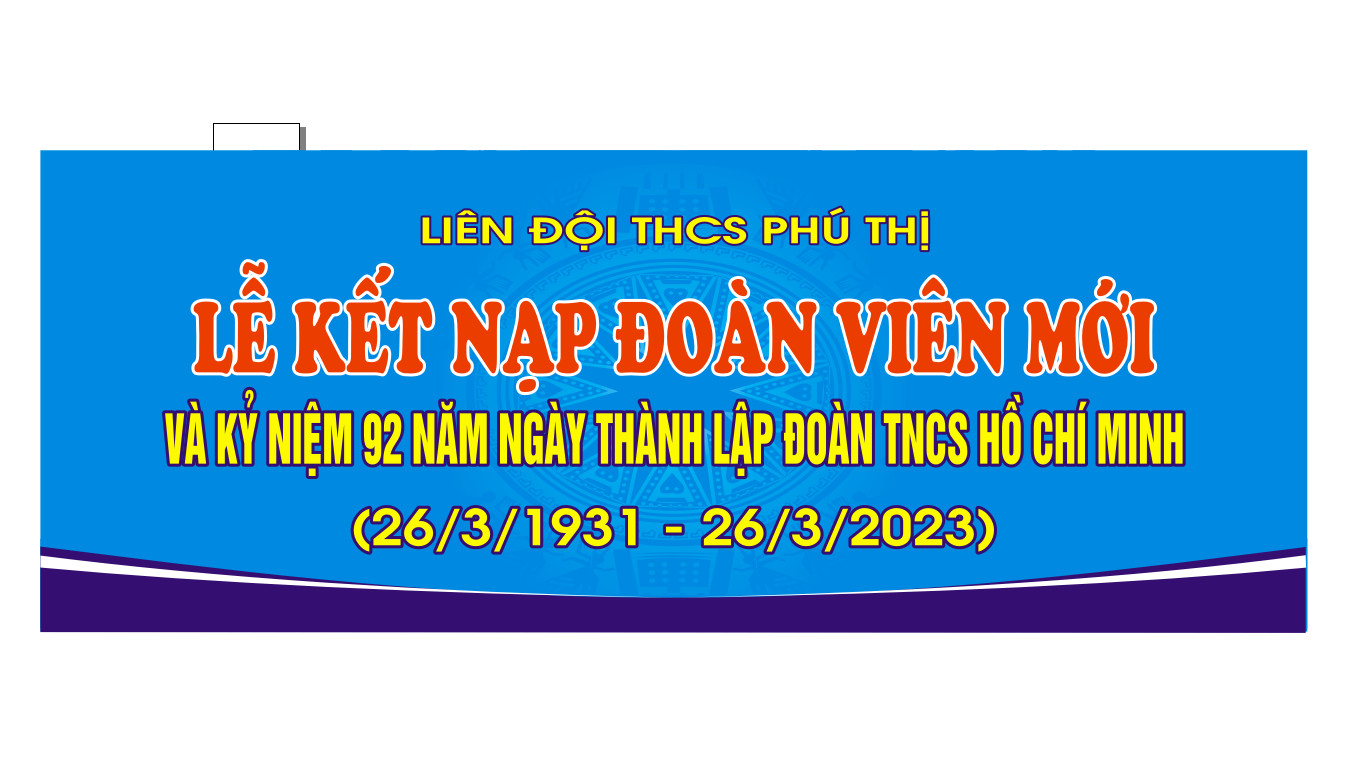 LIÊN ĐỘI THCS PHÚ THỊ
LỄ KẾT NẠP ĐOÀN VIÊN MỚI
VÀ KỶ NIỆM 92 NĂM NGÀY THÀNH LẬP ĐOÀN TNCS HỒ CHÍ MINH
(26/3/1931 - 26/3/2023)